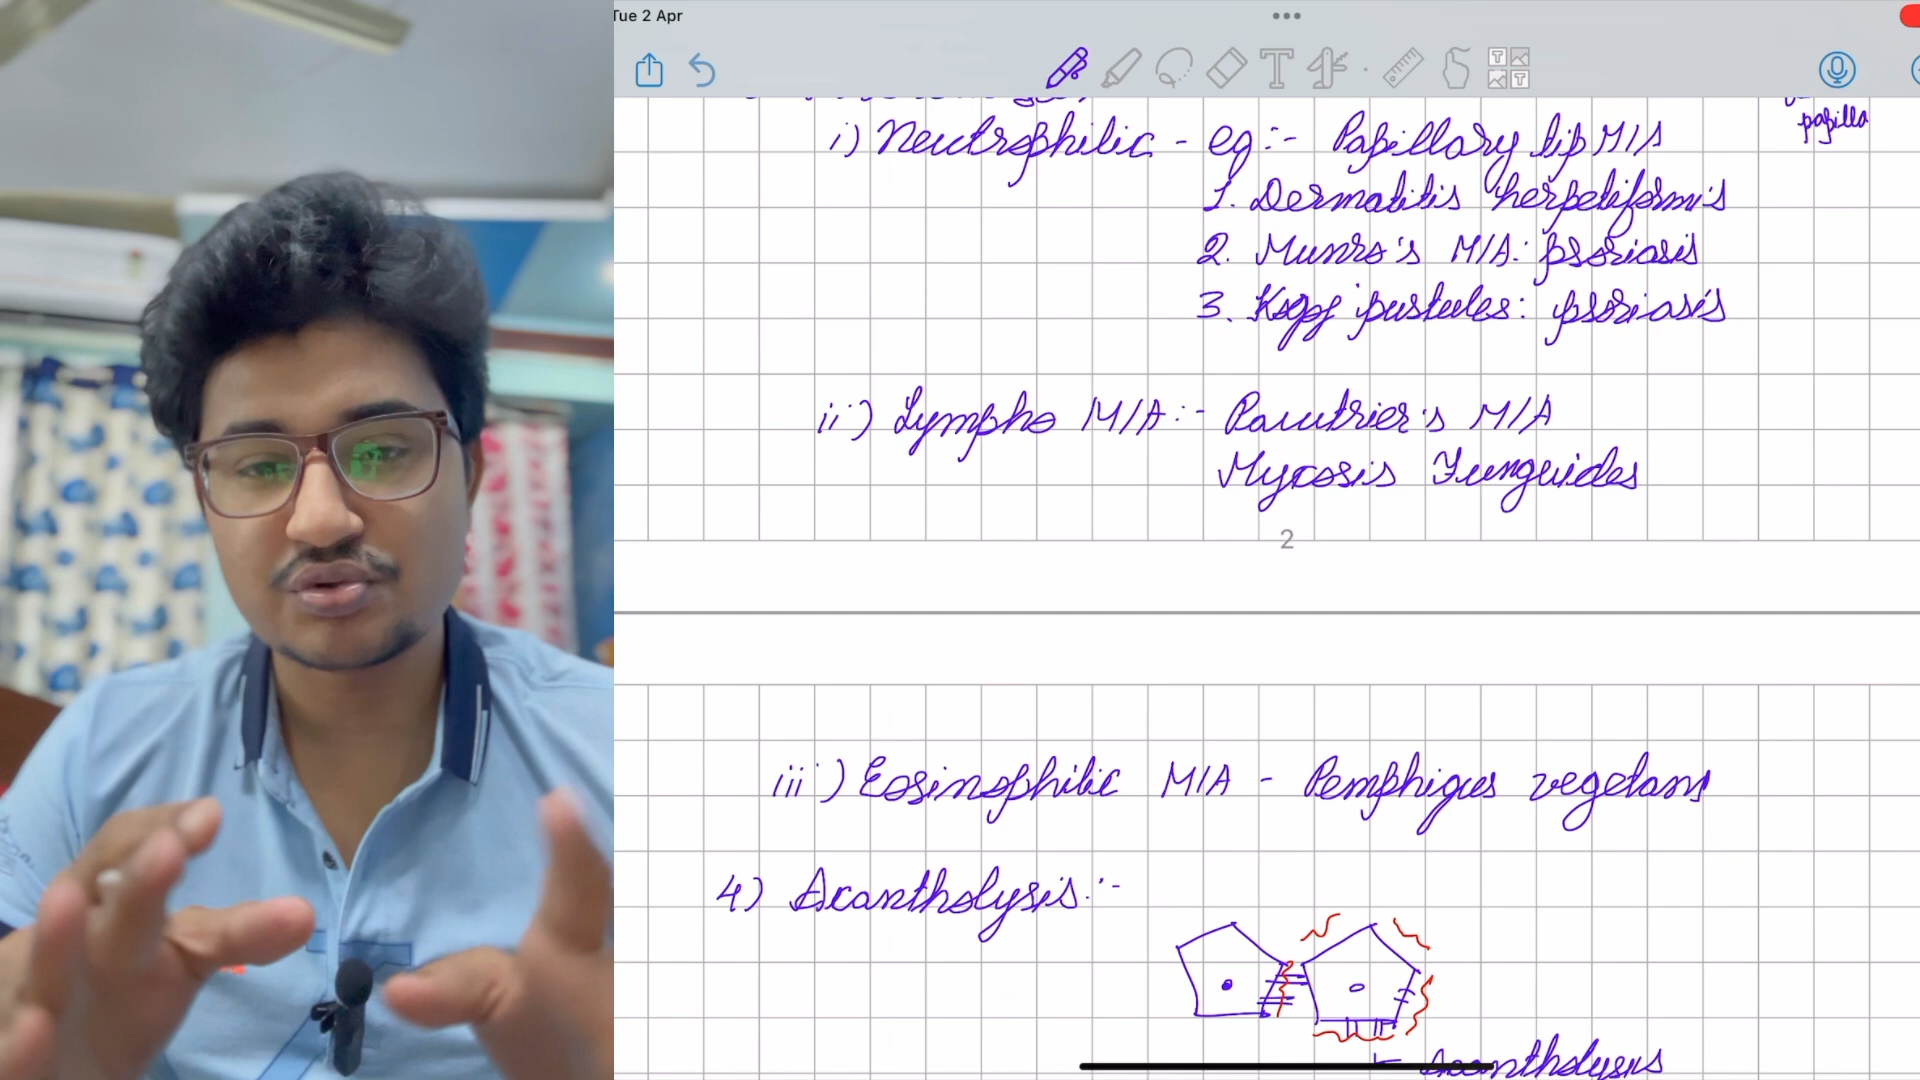 Tue 2 Apr
papilla
i) Neutrophilic - eg:- Papillary tip M/A
1. Dermatitis herpetiformis
2. Munro's M/A: psoriasis
3. Kogoj pustules: psoriasis
ii) Lympho M/A:- Pautrier's M/A
Mycosis Funguides
2
iii) Eosinophilic M/A - Pemphigus vegetans
4) Acantholysis:-
Acantholysis